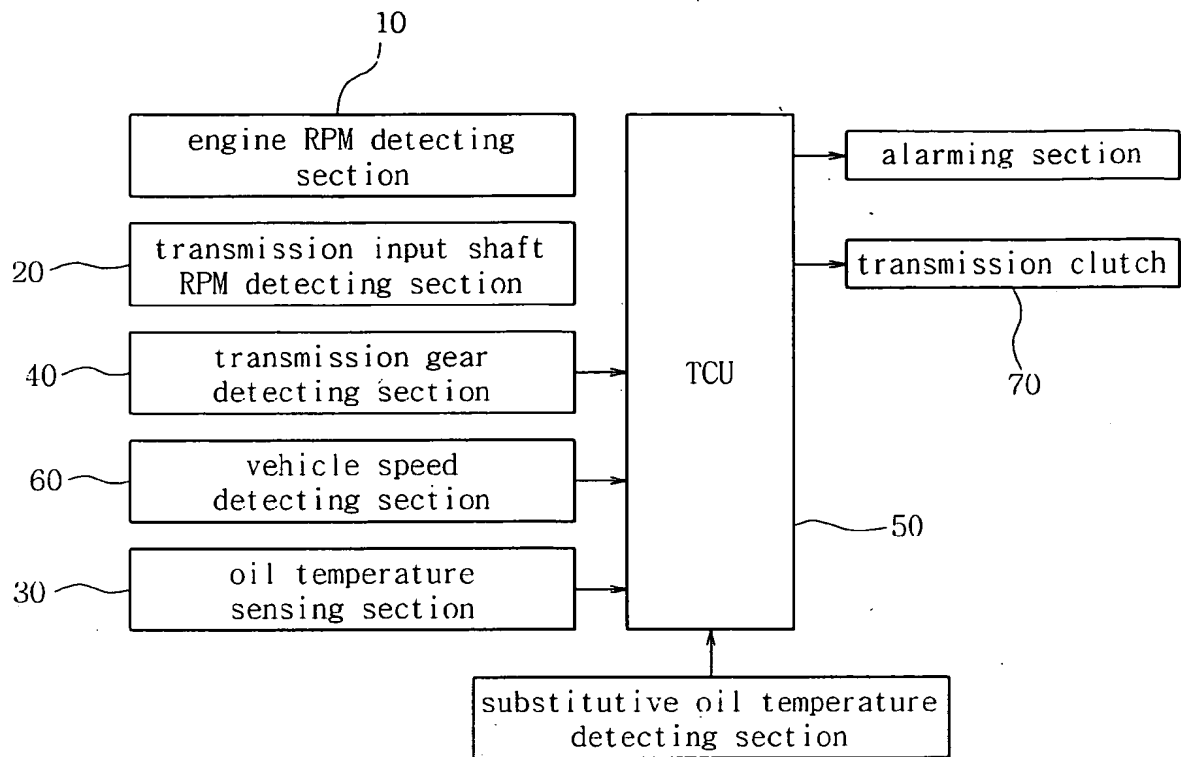 10
engine RPM detecting
section
20
transmission input shaft
RPM detecting section
40
transmission gear
detecting section
60
vehicle speed
detecting section
30
oil temperature
sensing section
TCU
50
alarming section
transmission clutch
70
substitutive oil temperature
detecting section